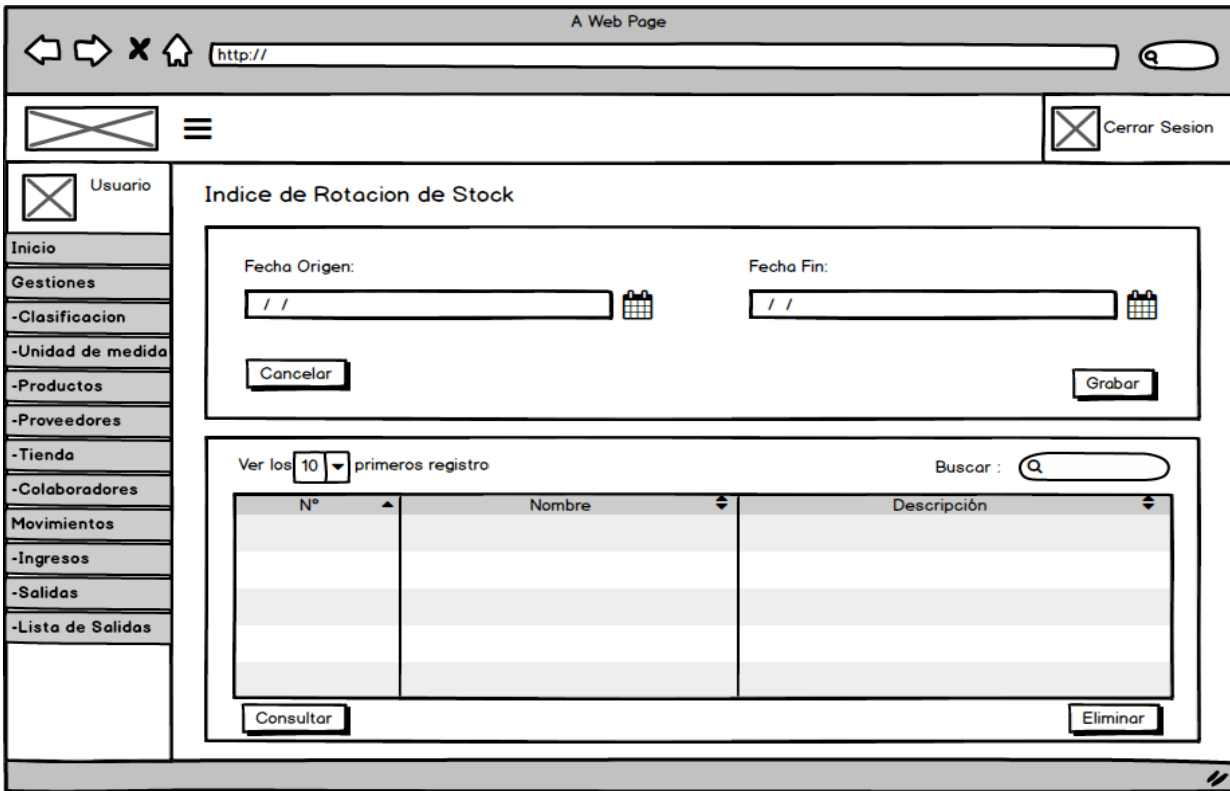 A Web Page
http://
Cerrar Sesion
Usuario
Inicio
Gestiones
-Clasificacion
-Unidad de medida
-Productos
-Proveedores
-Tienda
-Colaboradores
Movimientos
-Ingresos
-Salidas
-Lista de Salidas
Indice de Rotacion de Stock
Fecha Origen: Fecha Fin:
/ / / /
Cancelar Grabar
Ver los 10 primeros registro Buscar :
N° Nombre Descripción
Consultar Eliminar